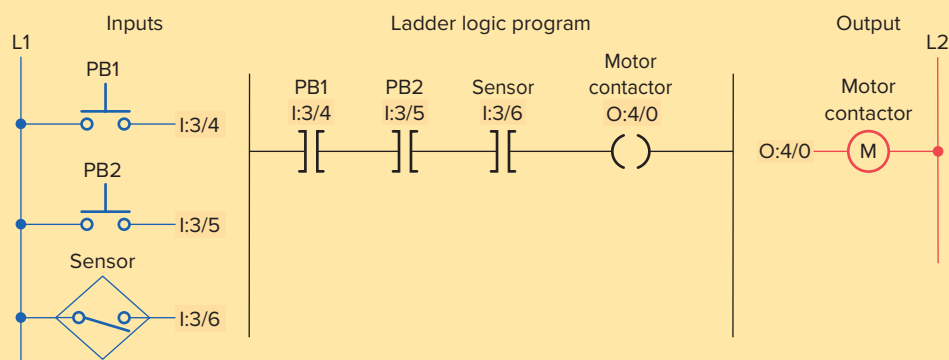 Inputs
Ladder logic program
Output
L1
L2
PB1
I:3/4
PB2
I:3/5
Sensor
I:3/6
PB1
I:3/4
PB2
I:3/5
Sensor
I:3/6
Motor
contactor
O:4/0
Motor
contactor
O:4/0
M